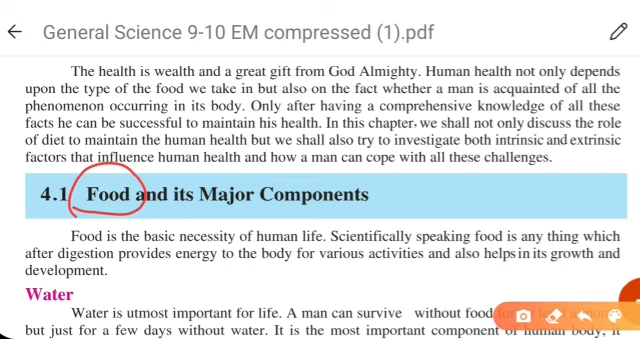 General Science 9-10 EM compressed (1).pdf
The health is wealth and a great gift from God Almighty. Human health not only depends
upon the type of the food we take in but also on the fact whether a man is acquainted of all the
phenomenon occurring in its body. Only after having a comprehensive knowledge of all these
facts he can be successful to maintain his health. In this chapter, we shall not only discuss the role
of diet to maintain the human health but we shall also try to investigate both intrinsic and extrinsic
factors that influence human health and how a man can cope with all these challenges.
4.1 Food and its Major Components
Food is the basic necessity of human life. Scientifically speaking food is any thing which
after digestion provides energy to the body for various activities and also helps in its growth and
development.
Water
Water is utmost important for life. A man can survive without food
but just for a few days without water. It is the most important component of human body, it